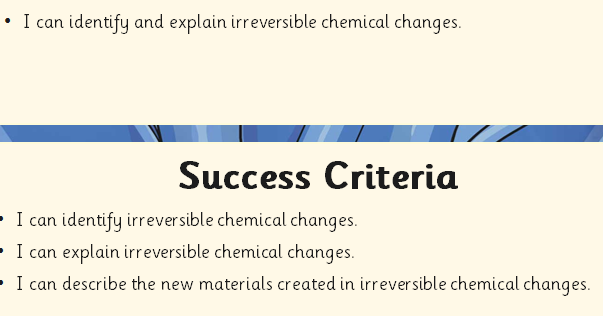 • I can identify and explain irreversible chemical changes.
Success Criteria
• I can identify irreversible chemical changes.
• I can explain irreversible chemical changes.
• I can describe the new materials created in irreversible chemical changes.